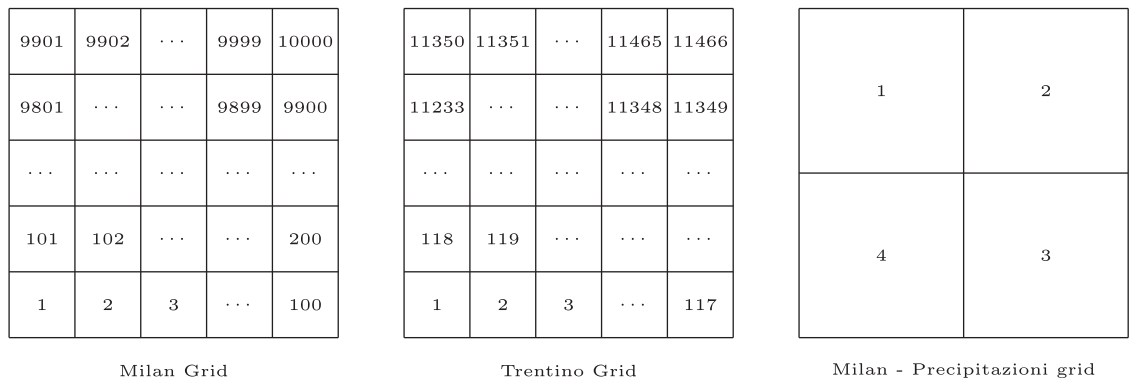 9901 9902 ··· 9999 10000
9801 ··· ··· 9899 9900
··· ··· ··· ··· ···
101 102 ··· ··· 200
1 2 3 ··· 100
Milan Grid
11350 11351 ··· 11465 11466
11233 ··· ··· 11348 11349
··· ··· ··· ··· ···
118 119 ··· ··· ···
1 2 3 ··· 117
Trentino Grid
1 2
4 3
Milan - Precipitazioni grid